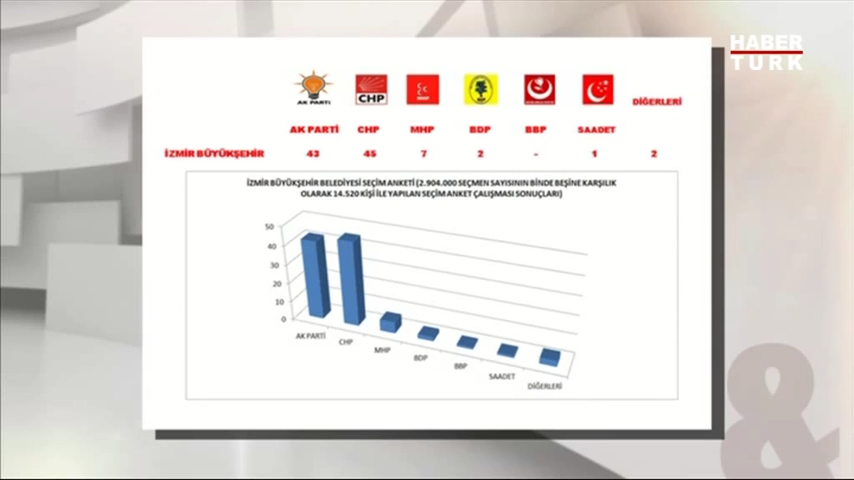 HABER
TURK
AK PARTİ
CHP
MHP
BDP
DİĞERLERİ
AK PARTİ CHP MHP BDP BBP SAADET
İZMİR BÜYÜKŞEHİR 43 45 7 2 - 1 2
İZMİR BÜYÜKŞEHİR BELEDİYESİ SEÇİM ANKETİ (2.904.000 SEÇMEN SAYISININ BİNDE BEŞİNE KARŞILIK
OLARAK 14.520 KİŞİ İLE YAPILAN SEÇİM ANKET ÇALIŞMASI SONUÇLARI)
50
40
30
20
10
0
AK PARTİ
CHP
MHP
BDP
BBP
SAADET
DİĞERLERİ
&